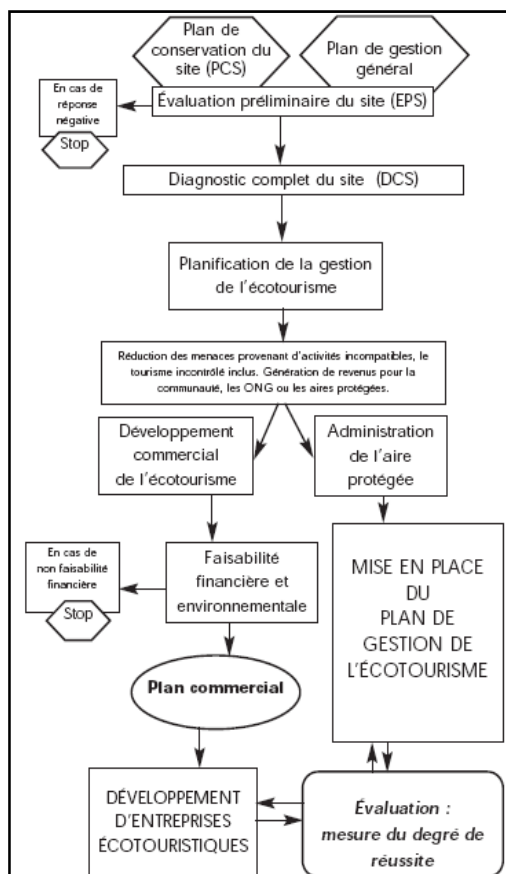 Plan de
conservation du
site (PCS)
Plan de gestion
général
En cas de
réponse
négative
Stop
Évaluation préliminaire du site (EPS)
Diagnostic complet du site (DCS)
Planification de la gestion
de l'écotourisme
Réduction des menaces provenant d'activités incompatibles, le
tourisme incontrôlé inclus. Génération de revenus pour la
communauté, les ONG ou les aires protégées.
Développement
commercial
de l'écotourisme
Administration
de l'aire
protégée
En cas de
non faisabilité
financière
Stop
Faisabilité
financière et
environnementale
MISE EN PLACE
DU
PLAN DE
GESTION DE
L'ÉCOTOURISME
Plan commercial
DÉVELOPPEMENT
D'ENTREPRISES
ÉCOTOURISTIQUES
Évaluation :
mesure du degré de
réussite